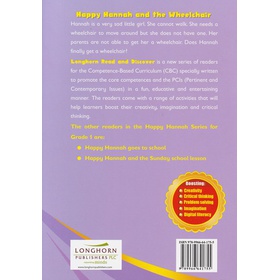 Happy Hannah and The Wheelchair
Hannah is a very sad little girl. She cannot walk. She needs a
wheelchair to move around but she does not have one. Her
parents are not able to get her a wheelchair. Does Hannah
finally get a wheelchair?
Longhorn Read and Discover is a new series of readers
for the Competence-Based Curriculum (CBC) specially written
to promote the core competences and the PCIs (Pertinent and
Contemporary Issues) in a fun, education and entertaining
manner. The readers come with a range of activities that will
help learners boost their creativity, imagination and critical
thinking.
The other readers in the Happy Hannah Series for
Grade 1 are:
Happy Hannah goes to school
Happy Hannah and the Sunday school lesson
Boosting:
Creativity
Critical thinking
Problem solving
Imagination
Digital literacy
LONGHORN
PUBLISHERS PLC